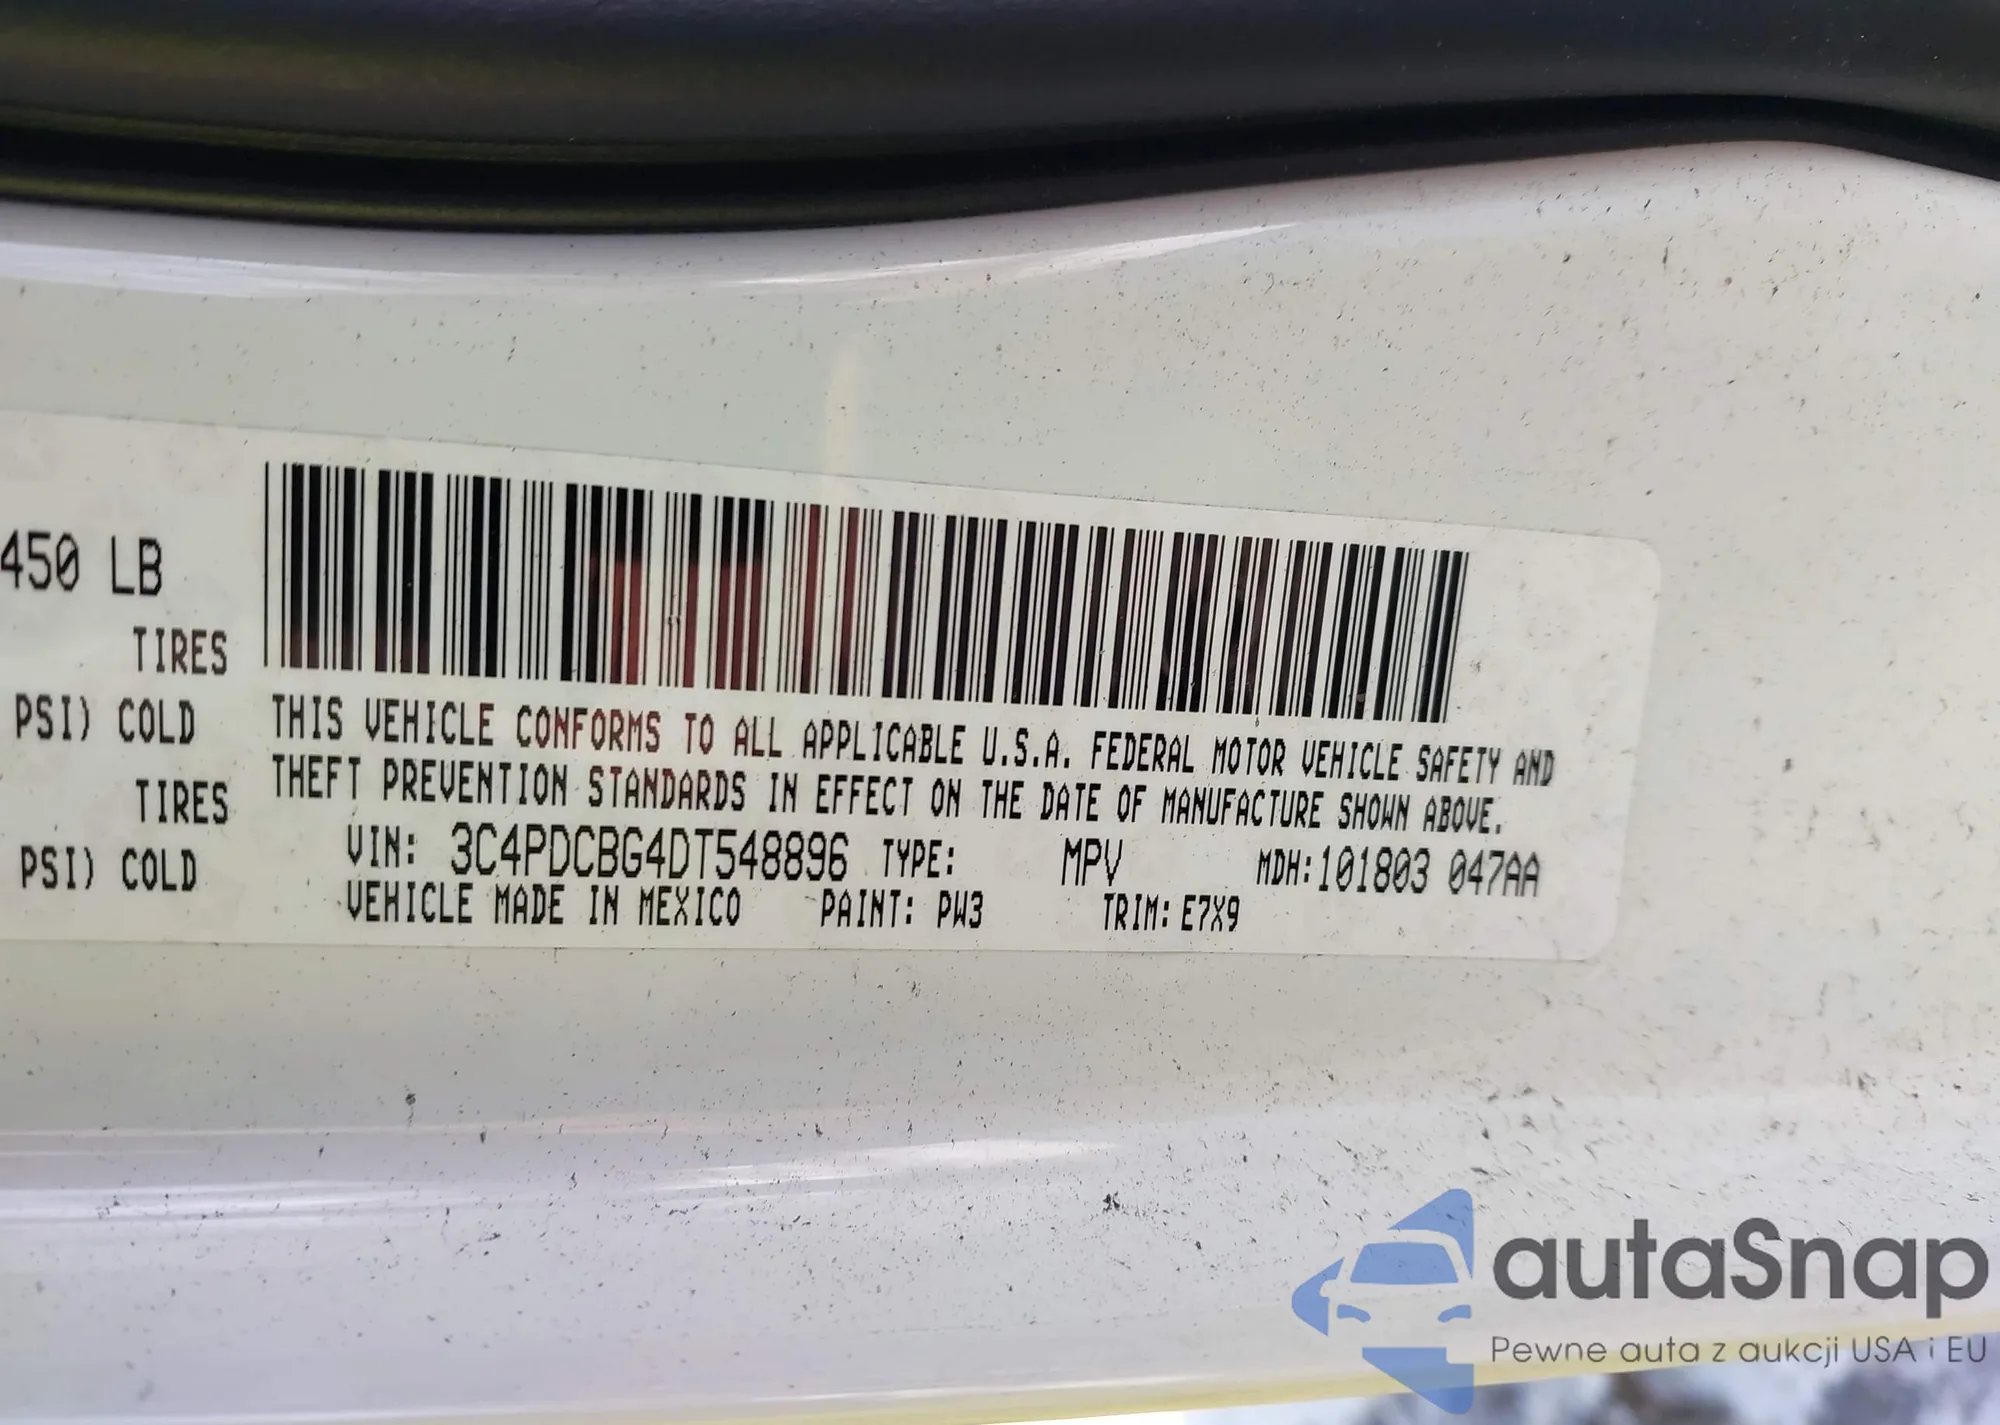 450 LB
TIRES
PSI) COLD
TIRES
PSI) COLD
THIS VEHICLE CONFORMS TO ALL APPLICABLE U.S.A. FEDERAL MOTOR VEHICLE SAFETY AND
THEFT PREVENTION STANDARDS IN EFFECT ON THE DATE OF MANUFACTURE SHOWN ABOVE.
VIN: 3C4PDCBG4DT548896 TYPE: MPV MDH:101803 047AA
VEHICLE MADE IN MEXICO PAINT: PW3 TRIM: E7X9
autaSnap
Pewne auta z aukcji USA i EU